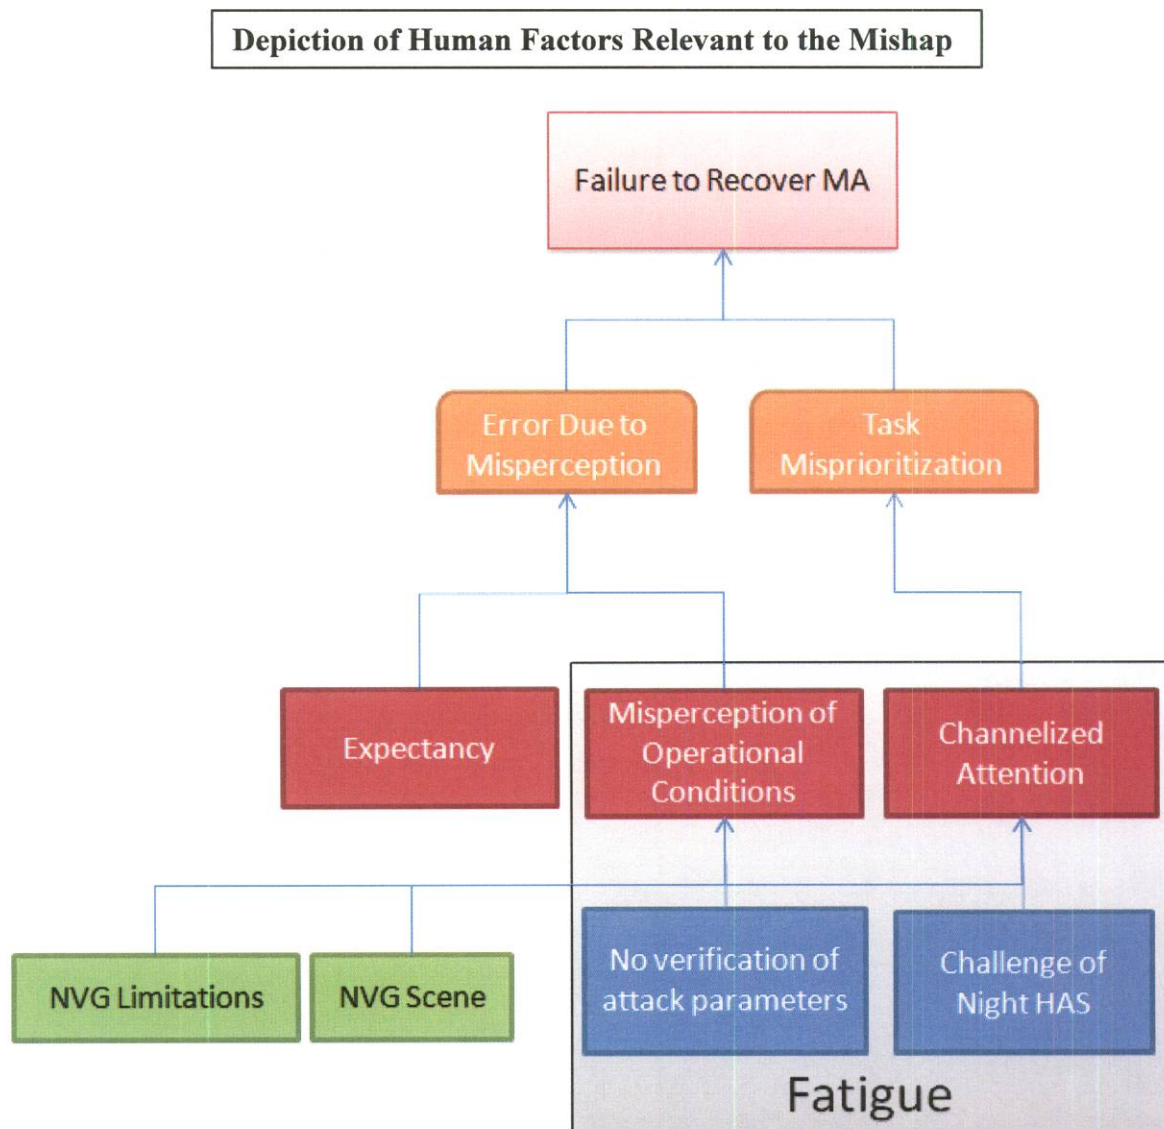 Depiction of Human Factors Relevant to the Mishap
Failure to Recover MA
Error Due to
Misperception
Task
Misprioritization
Expectancy
Misperception of
Operational
Conditions
Channelized
Attention
NVG Limitations
NVG Scene
No verification of
attack parameters
Challenge of
Night HAS
Fatigue